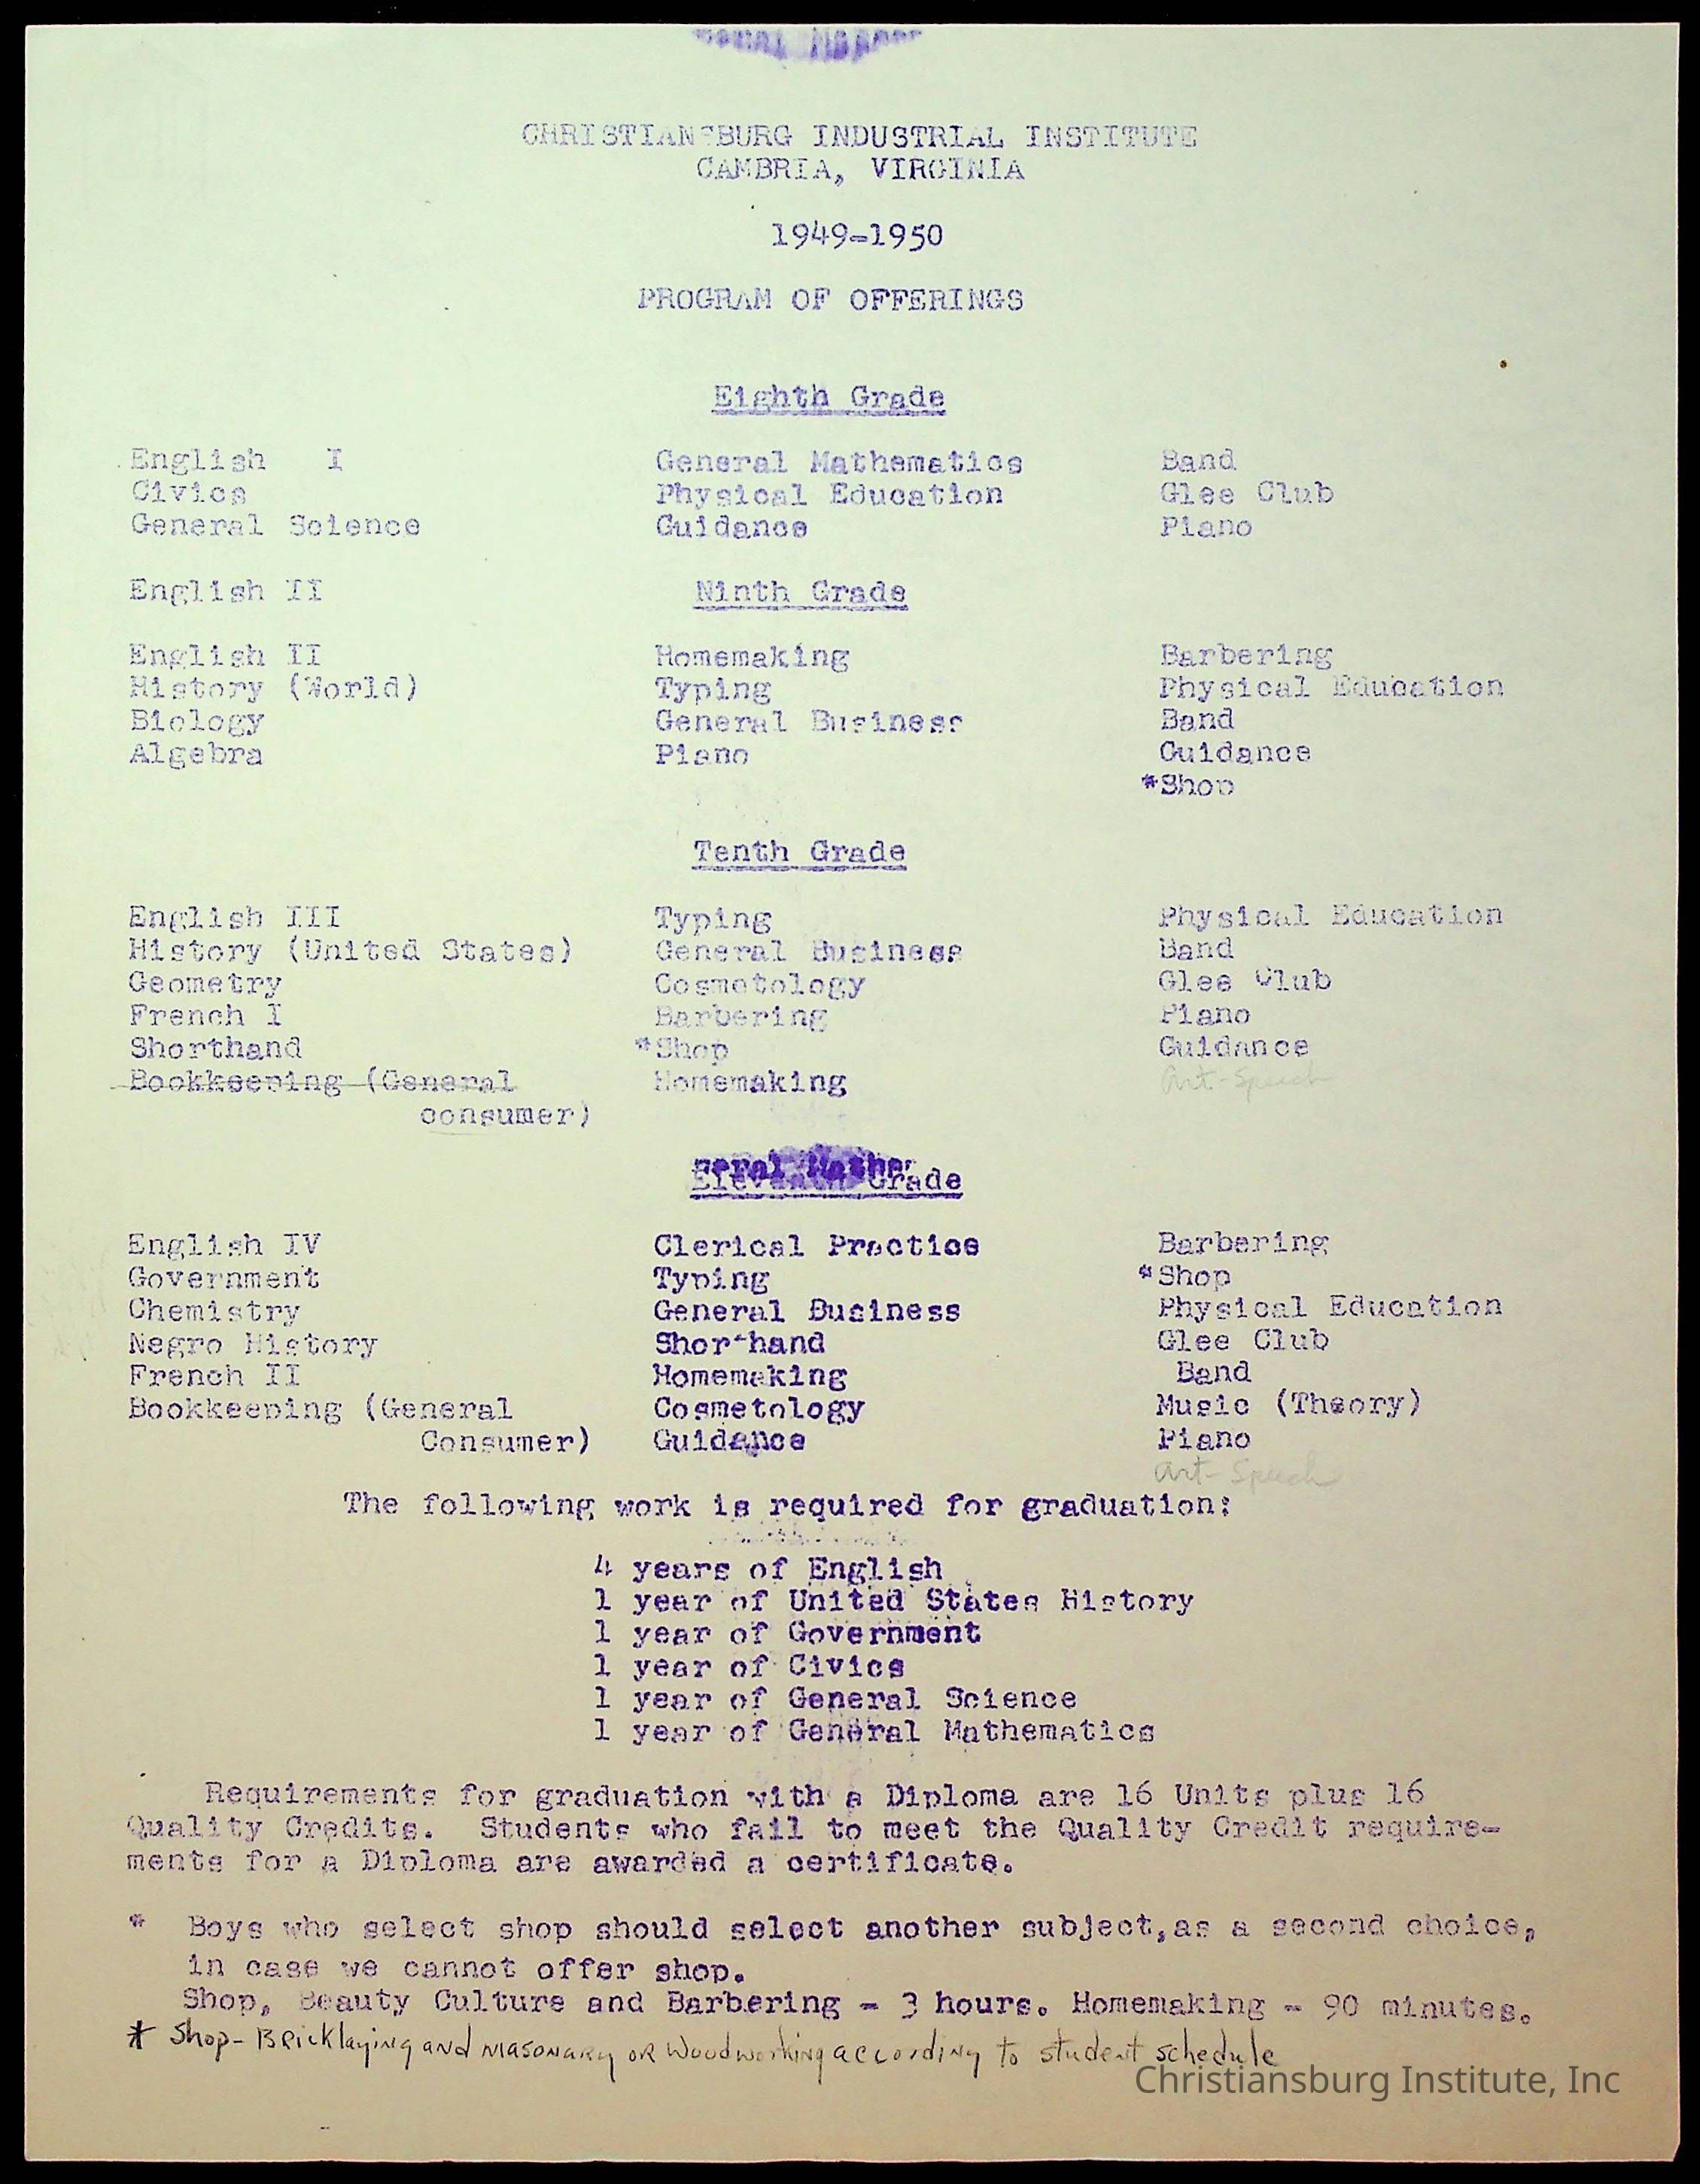 CHRISTIANSBURG INDUSTRIAL INSTITUTE
CAMBRIA, VIRGINIA
1949-1950
PROGRAM OF OFFERINGS
Eighth Grade
English I General Mathematics Band
Civics Physical Education Glee Club
General Science Guidance Piano
English II Ninth Grade
English II Homemaking Barbering
History (World) Typing Physical Education
Biology General Business Band
Algebra Piano Guidance
*Shop
Tenth Grade
English III Typing Physical Education
History (United States) General Business Band
Geometry Cosmotology Glee Club
French I Barbering Piano
Shorthand *Shop Guidance
Bookkeeping (General Homemaking Art-Speech
consumer)
Eleventh Grade
English IV Clerical Practice Barbering
Government Typing *Shop
Chemistry General Business Physical Education
Negro History Shorthand Glee Club
French II Homemaking Band
Bookkeeping (General Cosmetology Music (Theory)
Consumer) Guidance Piano
Art-Speech
The following work is required for graduation:
4 years of English
1 year of United States History
1 year of Government
1 year of Civics
1 year of General Science
1 year of General Mathematics
Requirements for graduation with a Diploma are 16 Units plus 16
Quality Credits. Students who fail to meet the Quality Credit require-
ments for a Diploma are awarded a certificate.
* Boys who select shop should select another subject,as a second choice,
in case we cannot offer shop.
Shop, Beauty Culture and Barbering - 3 hours. Homemaking - 90 minutes.
* Shop- Bricklaying and masonary or Woodworking according to student schedule
Christiansburg Institute, Inc